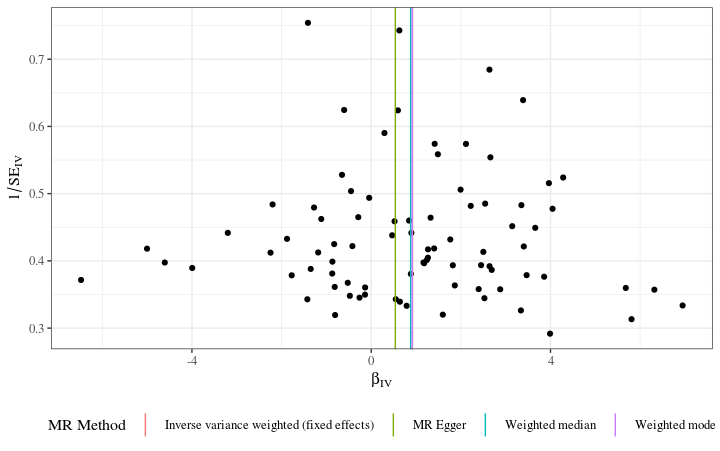 0.7
0.6
0.5
0.4
0.3
1/SE_IV
-4 0 4
β_IV
MR Method Inverse variance weighted (fixed effects) MR Egger Weighted median Weighted mode